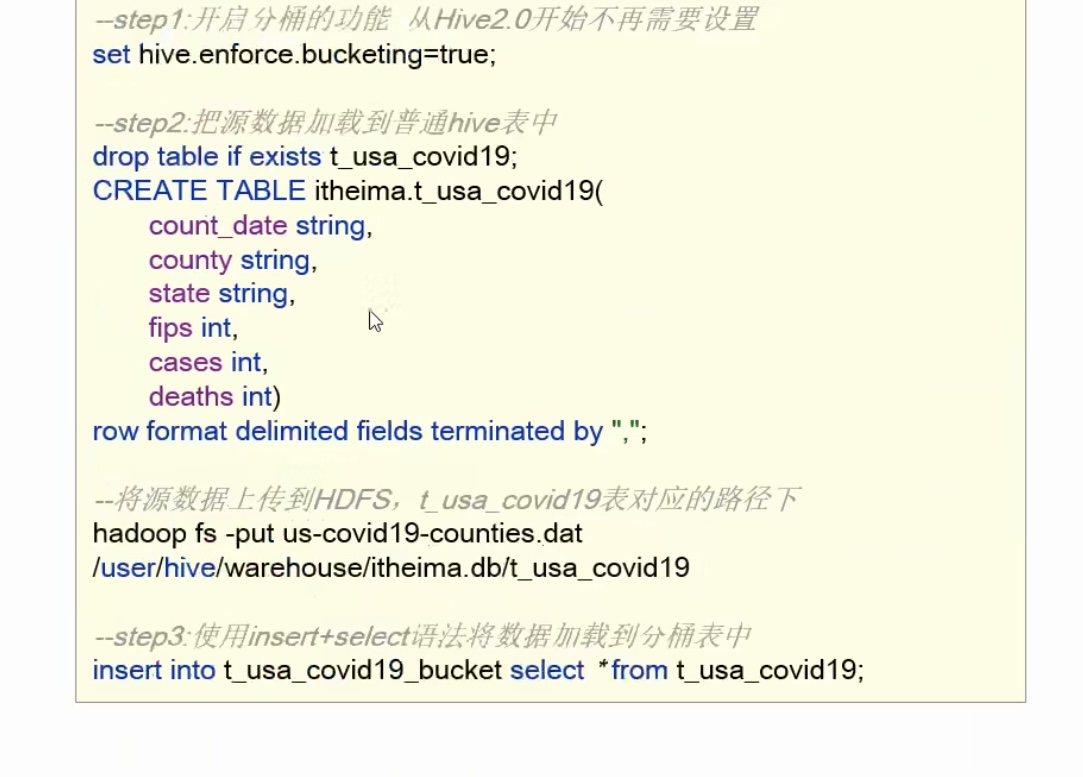 --step1:开启分桶的功能 从Hive2.0开始不再需要设置
set hive.enforce.bucketing=true;
--step2:把源数据加载到普通hive表中
drop table if exists t_usa_covid19;
CREATE TABLE itheima.t_usa_covid19(
count_date string,
county string,
state string,
fips int,
cases int,
deaths int)
row format delimited fields terminated by ",";
--将源数据上传到HDFS，t_usa_covid19表对应的路径下
hadoop fs -put us-covid19-counties.dat
/user/hive/warehouse/itheima.db/t_usa_covid19
--step3:使用insert+select语法将数据加载到分桶表中
insert into t_usa_covid19_bucket select *from t_usa_covid19;